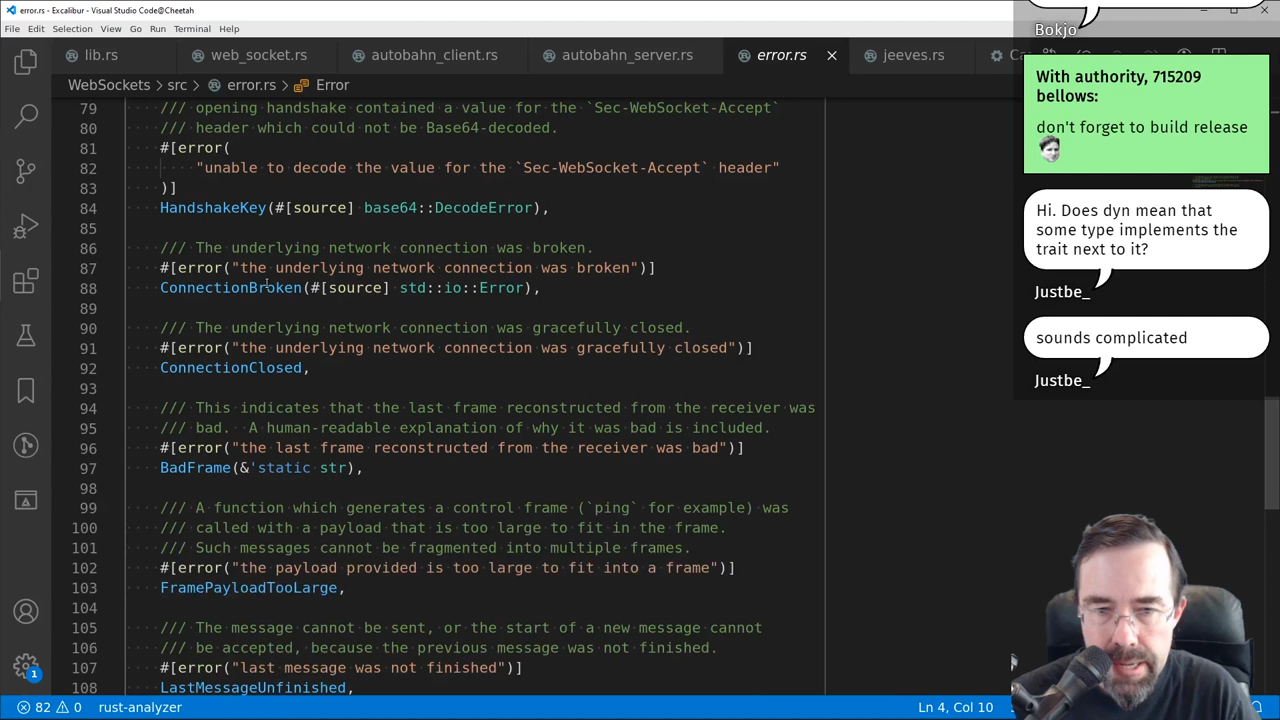 error.rs - Excalibur - Visual Studio Code@Cheetah
File Edit Selection View Go Run Terminal Help
lib.rs web_socket.rs autobahn_client.rs autobahn_server.rs error.rs jeeves.rs
WebSockets > src > error.rs > Error
79 /// opening handshake contained a value for the `Sec-WebSocket-Accept`
80 /// header which could not be Base64-decoded.
81 #[error(
82 "unable to decode the value for the `Sec-WebSocket-Accept` header"
83 )]
84 HandshakeKey(#[source] base64::DecodeError),
85
86 /// The underlying network connection was broken.
87 #[error("the underlying network connection was broken")]
88 ConnectionBroken(#[source] std::io::Error),
89
90 /// The underlying network connection was gracefully closed.
91 #[error("the underlying network connection was gracefully closed")]
92 ConnectionClosed,
93
94 /// This indicates that the last frame reconstructed from the receiver was
95 /// bad.  A human-readable explanation of why it was bad is included.
96 #[error("the last frame reconstructed from the receiver was bad")]
97 BadFrame(&'static str),
98
99 /// A function which generates a control frame (`ping` for example) was
100 /// called with a payload that is too large to fit in the frame.
101 /// Such messages cannot be fragmented into multiple frames.
102 #[error("the payload provided is too large to fit into a frame")]
103 FramePayloadTooLarge,
104
105 /// The message cannot be sent, or the start of a new message cannot
106 /// be accepted, because the previous message was not finished.
107 #[error("last message was not finished")]
108 LastMessageUnfinished,
Bokjo
With authority, 715209
bellows:
don't forget to build release
Hi. Does dyn mean that
some type implements the
trait next to it?
Justbe_
sounds complicated
Justbe_
1
82 0 rust-analyzer
Ln 4, Col 10